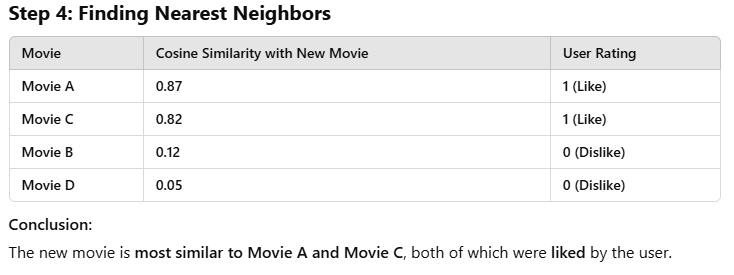 Step 4: Finding Nearest Neighbors
Movie Cosine Similarity with New Movie User Rating
Movie A 0.87 1 (Like)
Movie C 0.82 1 (Like)
Movie B 0.12 0 (Dislike)
Movie D 0.05 0 (Dislike)
Conclusion:
The new movie is most similar to Movie A and Movie C, both of which were liked by the user.